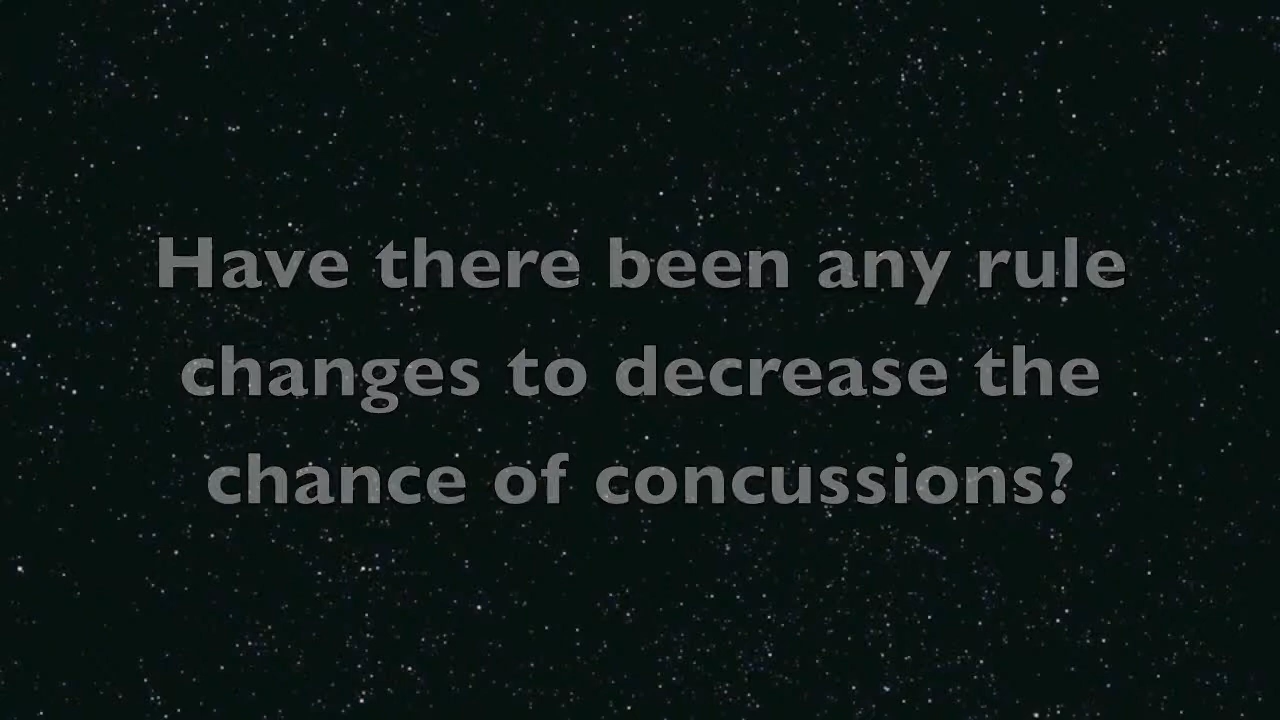 Have there been any rule
changes to decrease the
chance of concussions?